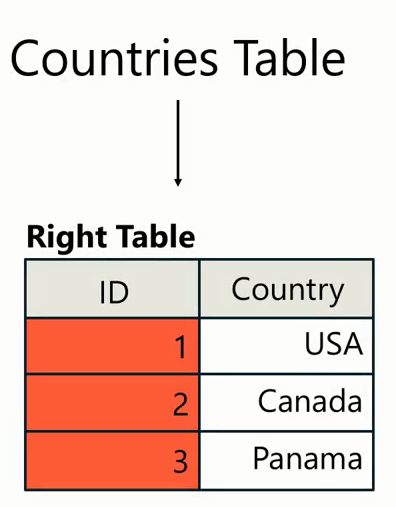 Countries Table
Right Table
ID Country
1 USA
2 Canada
3 Panama